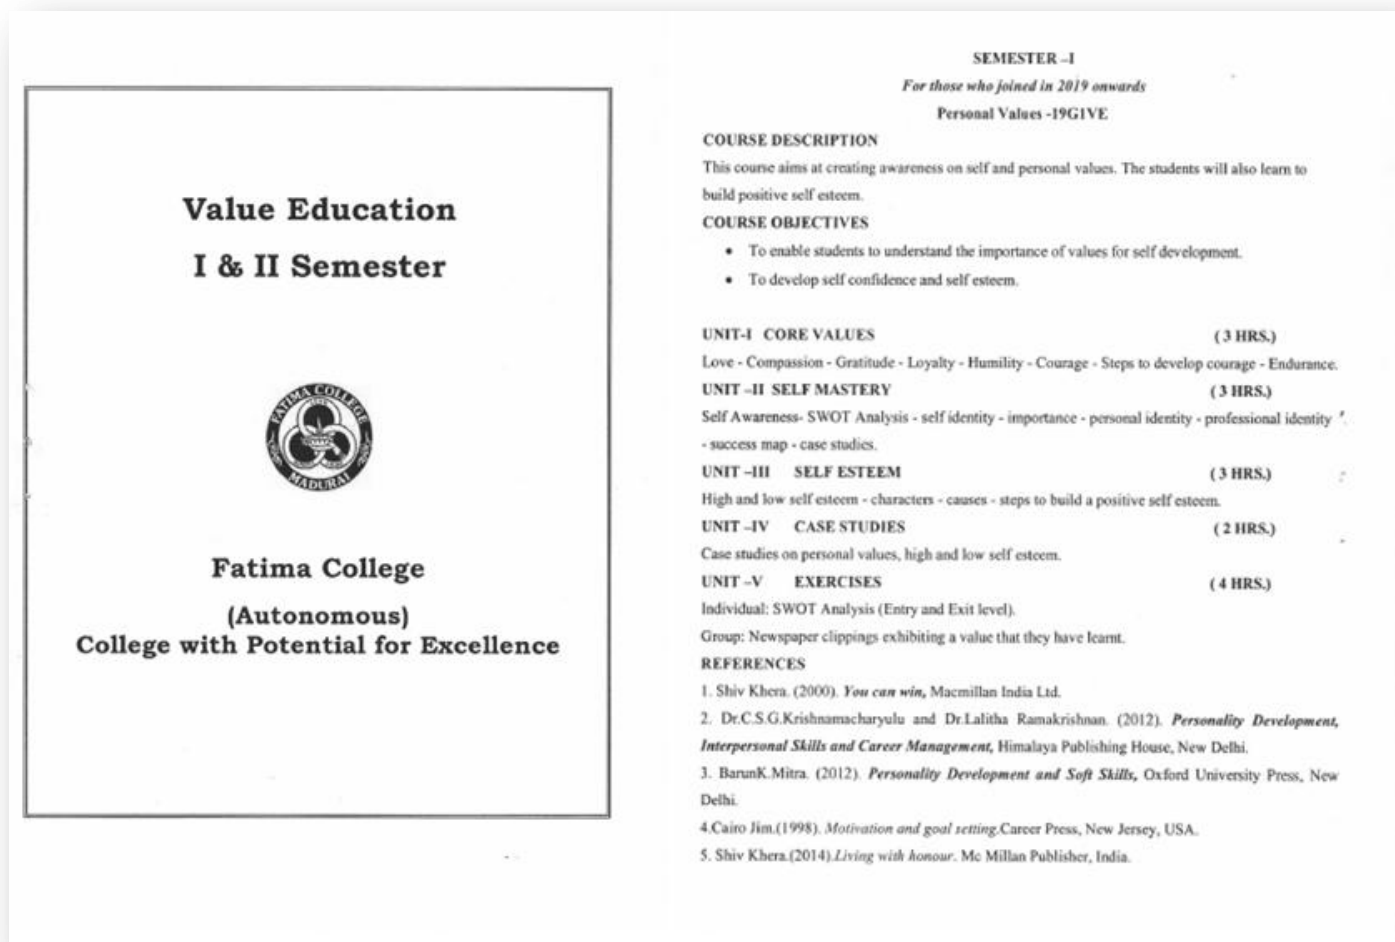 Value Education
I & II Semester
FATIMA COLLEGE
MADURAI
Fatima College
(Autonomous)
College with Potential for Excellence
SEMESTER –I
For those who joined in 2019 onwards
Personal Values -19G1VE
COURSE DESCRIPTION
This course aims at creating awareness on self and personal values. The students will also learn to
build positive self esteem.
COURSE OBJECTIVES
• To enable students to understand the importance of values for self development.
• To develop self confidence and self esteem.
UNIT-I CORE VALUES ( 3 HRS.)
Love - Compassion - Gratitude - Loyalty - Humility - Courage - Steps to develop courage - Endurance.
UNIT –II SELF MASTERY ( 3 HRS.)
Self Awareness- SWOT Analysis - self identity - importance - personal identity - professional identity
- success map - case studies.
UNIT –III SELF ESTEEM ( 3 HRS.)
High and low self esteem - characters - causes - steps to build a positive self esteem.
UNIT –IV CASE STUDIES ( 2 HRS.)
Case studies on personal values, high and low self esteem.
UNIT –V EXERCISES ( 4 HRS.)
Individual: SWOT Analysis (Entry and Exit level).
Group: Newspaper clippings exhibiting a value that they have learnt.
REFERENCES
1. Shiv Khera. (2000). You can win, Macmillan India Ltd.
2. Dr.C.S.G.Krishnamacharyulu and Dr.Lalitha Ramakrishnan. (2012). Personality Development,
Interpersonal Skills and Career Management, Himalaya Publishing House, New Delhi.
3. BarunK.Mitra. (2012). Personality Development and Soft Skills, Oxford University Press, New
Delhi.
4.Cairo Jim.(1998). Motivation and goal setting.Career Press, New Jersey, USA.
5. Shiv Khera.(2014).Living with honour. Mc Millan Publisher, India.